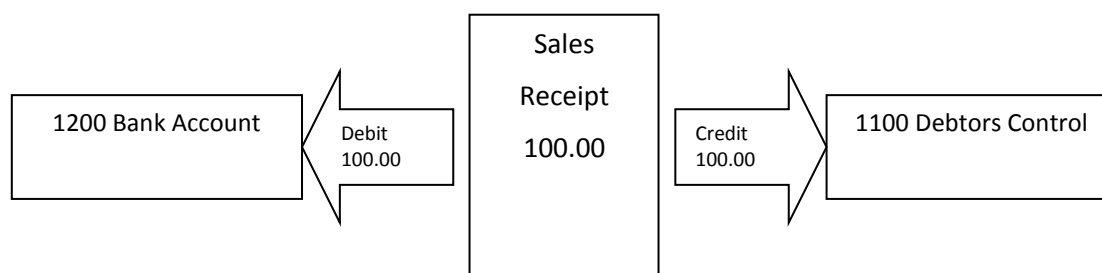 1200 Bank Account
Debit
100.00
Sales
Receipt
100.00
Credit
100.00
1100 Debtors Control